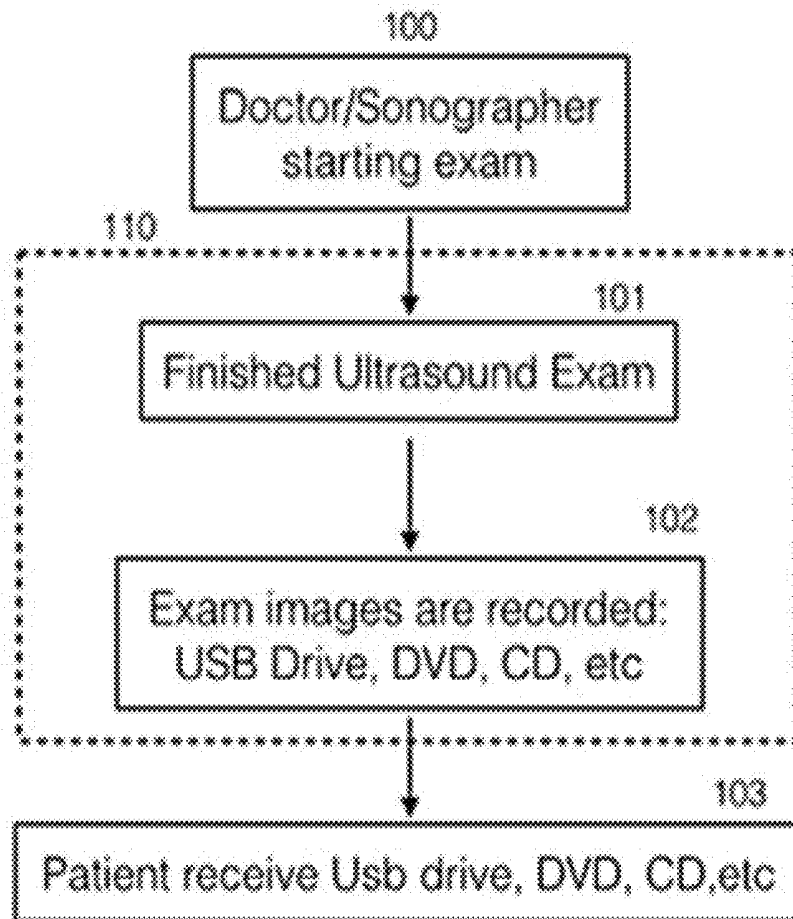 100
Doctor/Sonographer
starting exam
110
101
Finished Ultrasound Exam
102
Exam images are recorded:
USB Drive, DVD, CD, etc
103
Patient receive Usb drive, DVD, CD,etc